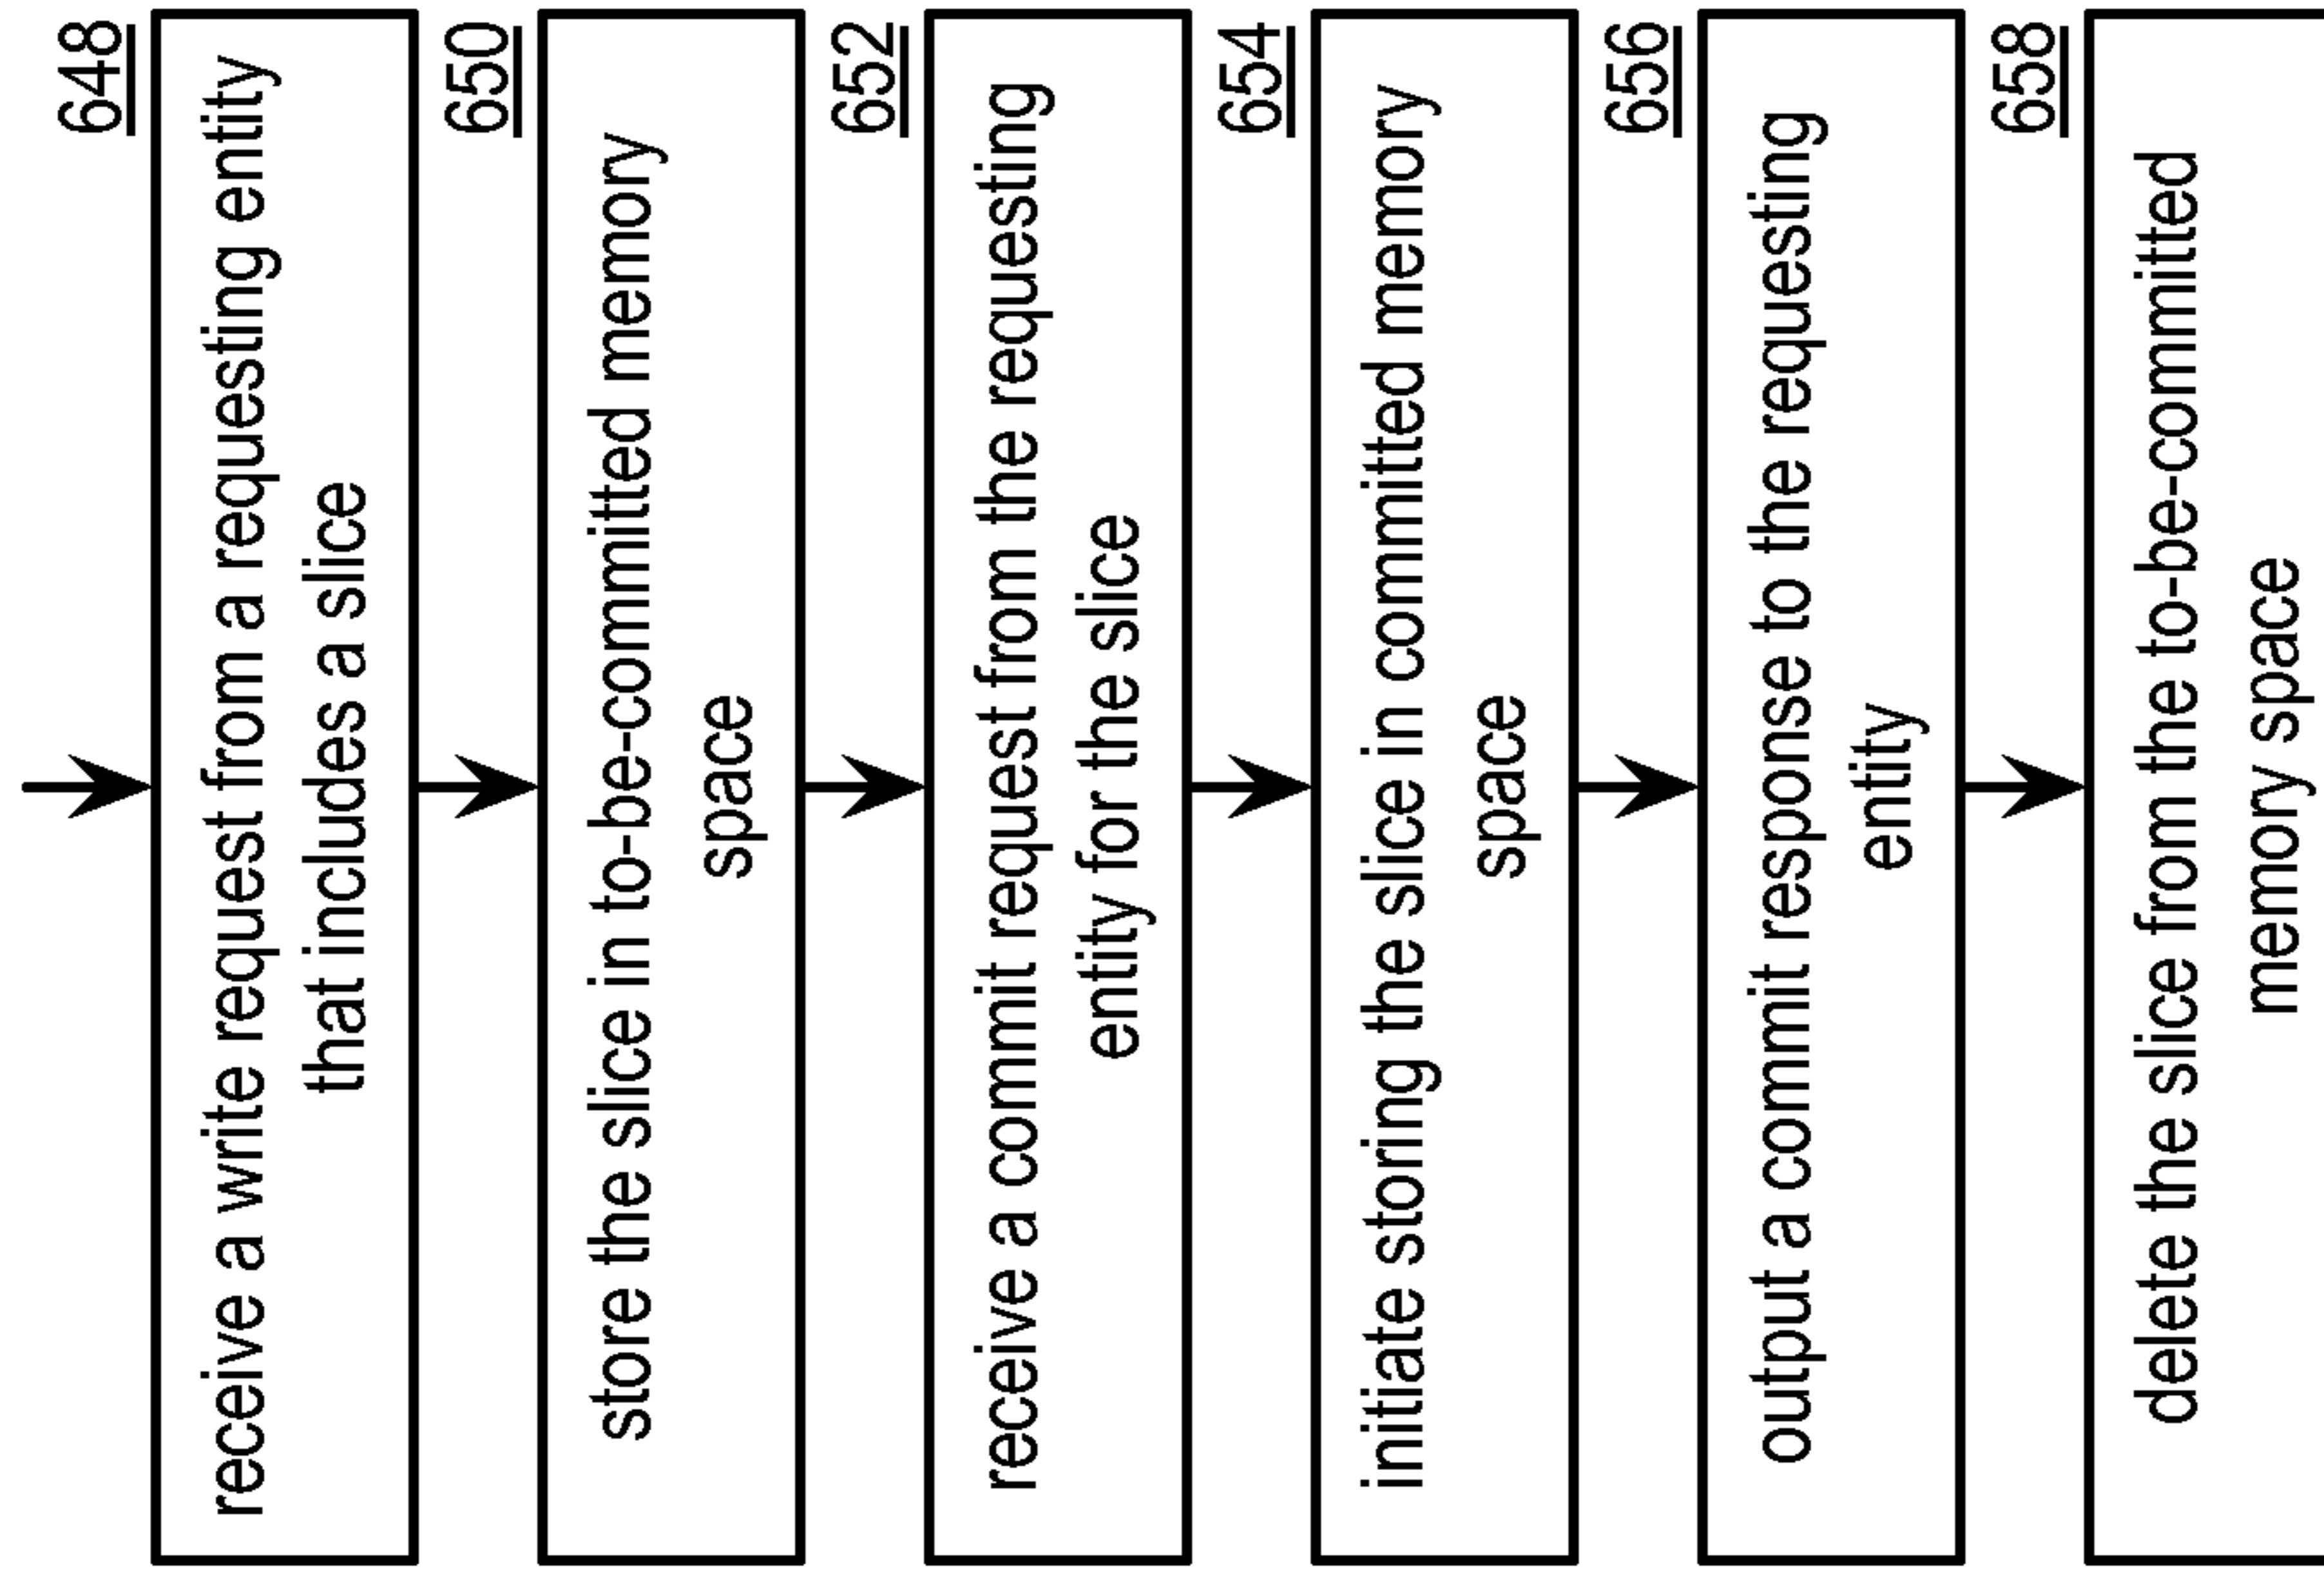 648
receive a write request from a requesting entity
that includes a slice
650
store the slice in to-be-committed memory
space
652
receive a commit request from the requesting
entity for the slice
654
initiate storing the slice in committed memory
space
656
output a commit response to the requesting
entity
658
delete the slice from the to-be-committed
memory space